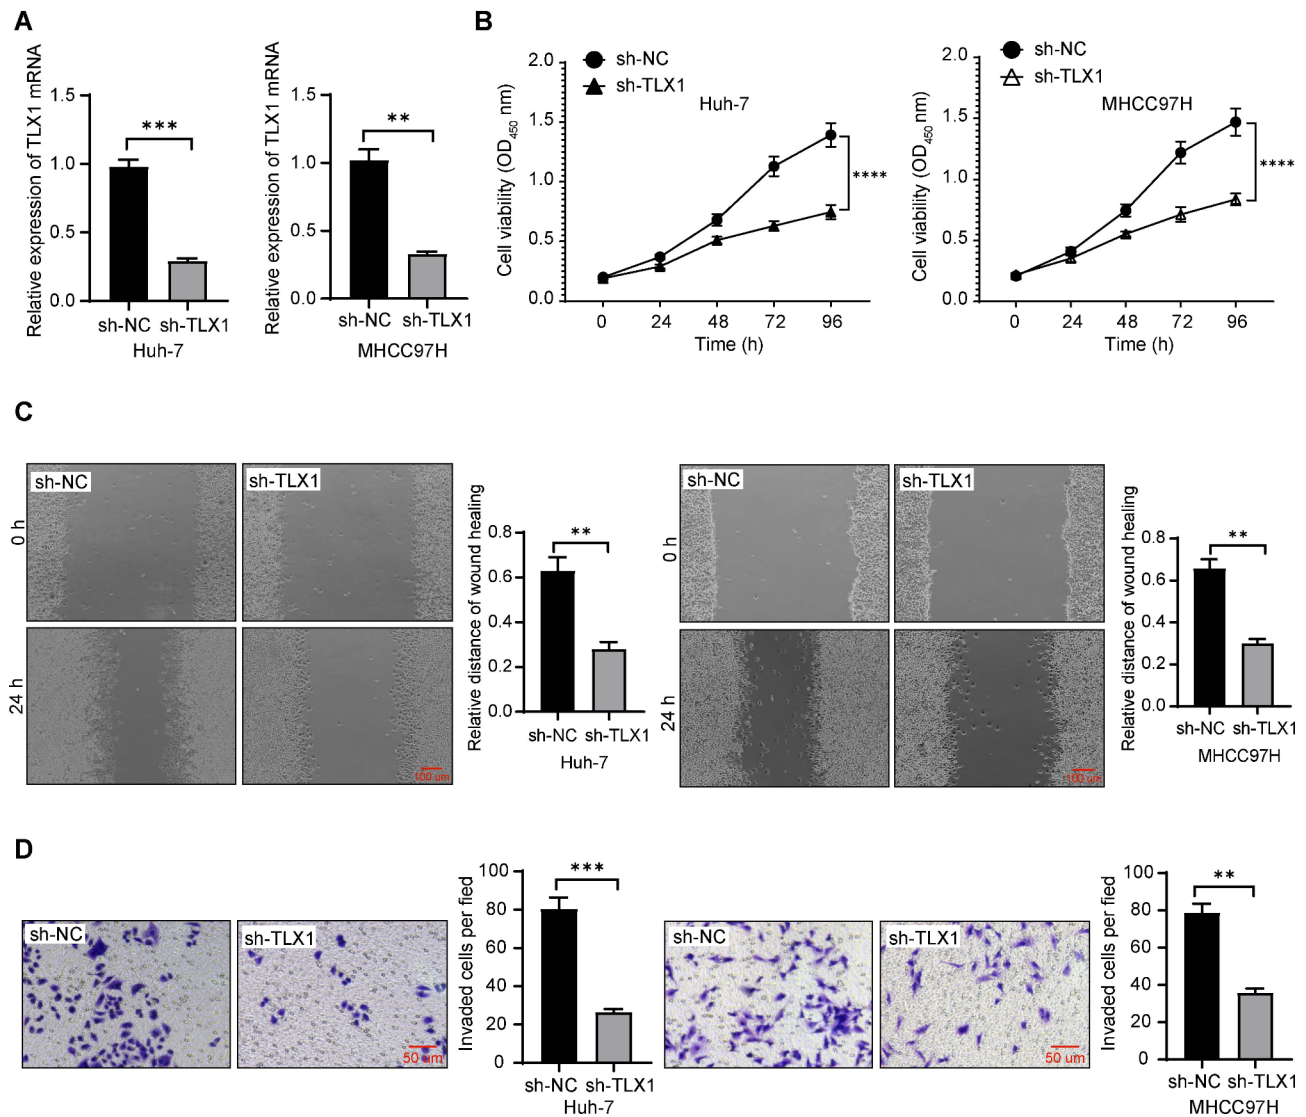 A
Relative expression of TLX1 mRNA
1.5
1.0
0.5
0.0
***
sh-NC sh-TLX1
Huh-7
Relative expression of TLX1 mRNA
1.5
1.0
0.5
0.0
**
sh-NC sh-TLX1
MHCC97H
B
Cell viability (OD450 nm)
2.0
1.5
1.0
0.5
0.0
sh-NC
sh-TLX1
Huh-7
****
0 24 48 72 96
Time (h)
Cell viability (OD450 nm)
2.0
1.5
1.0
0.5
0.0
sh-NC
sh-TLX1
MHCC97H
****
0 24 48 72 96
Time (h)
C
0 h
24 h
sh-NC
sh-TLX1
100 um
Relative distance of wound healing
0.8
0.6
0.4
0.2
0.0
**
sh-NC sh-TLX1
Huh-7
0 h
24 h
sh-NC
sh-TLX1
100 um
Relative distance of wound healing
0.8
0.6
0.4
0.2
0.0
**
sh-NC sh-TLX1
MHCC97H
D
sh-NC
sh-TLX1
50 um
Invaded cells per fied
100
80
60
40
20
0
***
sh-NC sh-TLX1
Huh-7
sh-NC
sh-TLX1
50 um
Invaded cells per fied
100
80
60
40
20
0
**
sh-NC sh-TLX1
MHCC97H